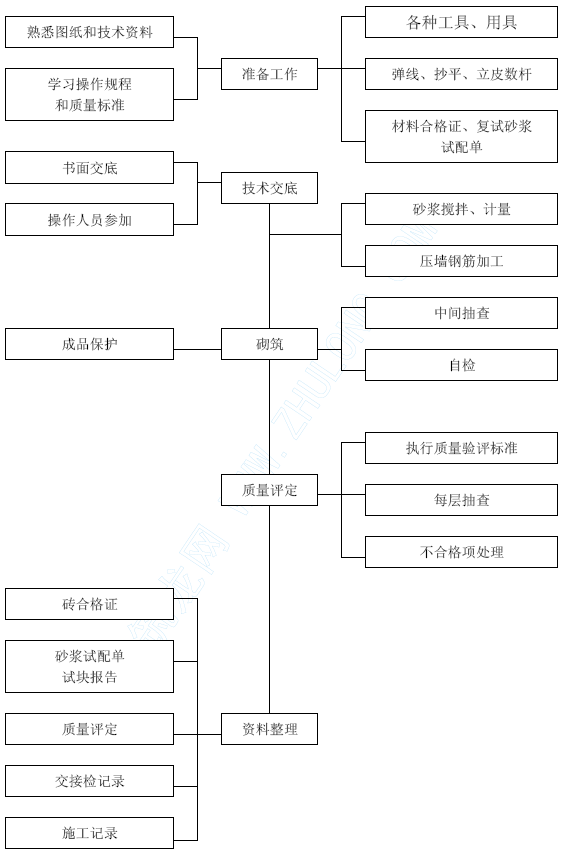 熟悉图纸和技术资料
学习操作规程
和质量标准
准备工作
各种工具、用具
弹线、抄平、立皮数杆
材料合格证、复试砂浆
试配单
书面交底
操作人员参加
技术交底
砂浆搅拌、计量
压墙钢筋加工
成品保护
砌筑
中间抽查
自检
质量评定
执行质量验评标准
每层抽查
不合格项处理
砖合格证
砂浆试配单
试块报告
质量评定
交接检记录
施工记录
资料整理
筑龙网 WWW.ZHULONG.COM